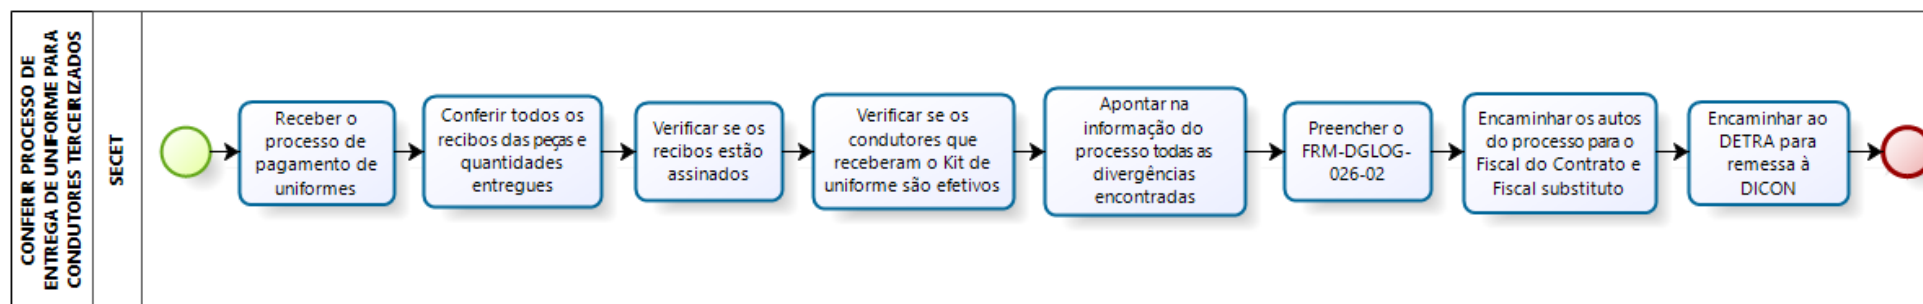 CONFERIR PROCESSO DE
ENTREGA DE UNIFORME PARA
CONDUTORES TERCEIRIZADOS
SECET
Receber o
processo de
pagamento de
uniformes
Conferir todos os
recibos das peças e
quantidades
entregues
Verificar se os
recibos estão
assinados
Verificar se os
condutores que
receberam o Kit de
uniforme são efetivos
Apontar na
informação do
processo todas as
divergências
encontradas
Preencher o
FRM-DGLOG-
026-02
Encaminhar os autos
do processo para o
Fiscal do Contrato e
Fiscal substituto
Encaminhar ao
DETRA para
remessa à
DICON